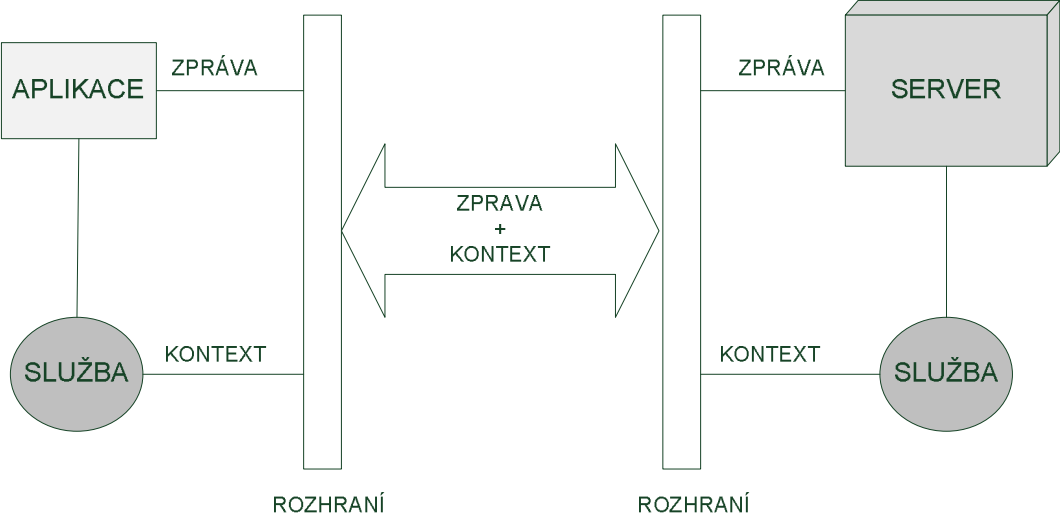 ZPRÁVA
ZPRÁVA
APLIKACE
SERVER
ZPRAVA
+
KONTEXT
KONTEXT
KONTEXT
SLUŽBA
SLUŽBA
ROZHRANÍ
ROZHRANÍ